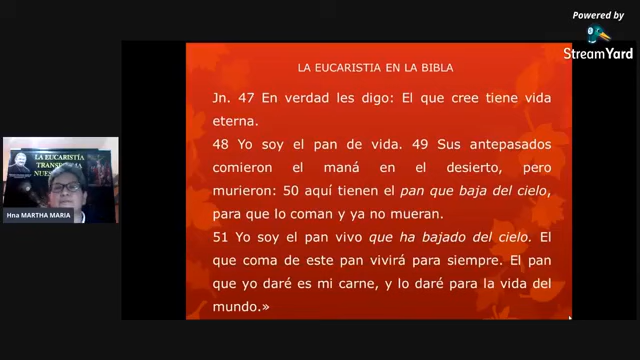 Powered by
StreamYard
LA EUCARISTIA EN LA BIBLA
Jn. 47 En verdad les digo: El que cree tiene vida
eterna.
48 Yo soy el pan de vida. 49 Sus antepasados
comieron el maná en el desierto, pero
murieron: 50 aquí tienen el pan que baja del cielo,
para que lo coman y ya no mueran.
51 Yo soy el pan vivo que ha bajado del cielo. El
que coma de este pan vivirá para siempre. El pan
que yo daré es mi carne, y lo daré para la vida del
mundo.»
LA EUCARISTÍA
TRANSFORMA
Hna MARTHA MARIA